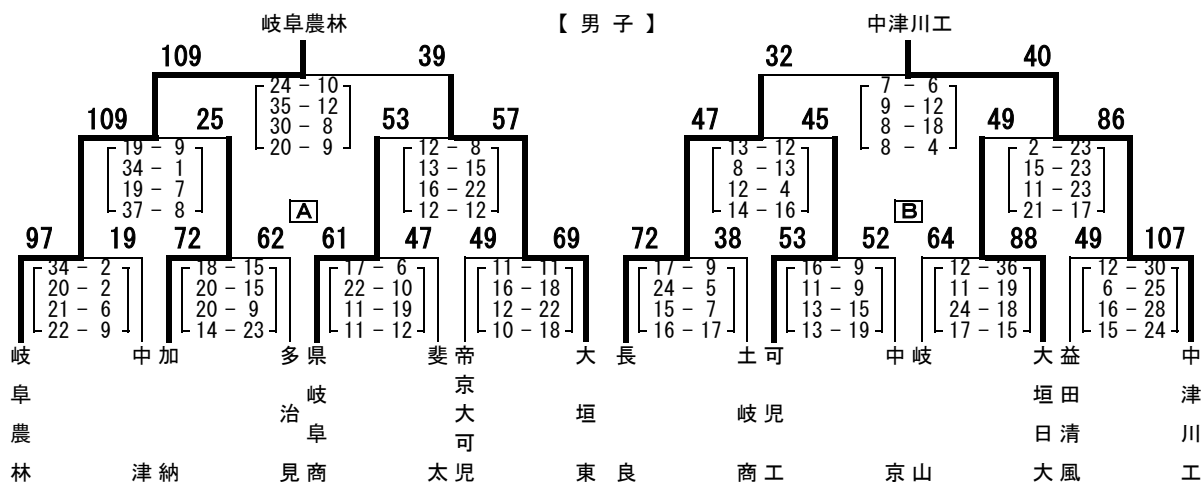 岐阜農林 【 男 子 】 中津川工
109 39 32 40
24 - 10 7 - 6
35 - 12 9 - 12
30 - 8 8 - 18
20 - 9 8 - 4
109 25 53 57 47 45 49 86
19 - 9 12 - 8 13 - 12 2 - 23
34 - 1 13 - 15 8 - 13 15 - 23
19 - 7 16 - 22 12 - 4 11 - 23
37 - 8 12 - 12 14 - 16 21 - 17
A B
97 19 72 62 61 47 49 69 72 38 53 52 64 88 49 107
34 - 2 18 - 15 17 - 6 11 - 11 17 - 9 16 - 9 12 - 36 12 - 30
20 - 2 20 - 15 22 - 10 16 - 18 24 - 5 11 - 9 11 - 19 6 - 25
21 - 6 20 - 9 11 - 19 12 - 22 15 - 7 13 - 15 24 - 18 16 - 28
22 - 9 14 - 23 11 - 12 10 - 18 16 - 17 13 - 19 17 - 15 15 - 24
岐阜農林
中津
加納
多治見
県岐阜商
斐太
帝京大可児
大垣東
長良
土岐商
可児工
中京
岐山
大垣日大
益田清風
中津川工